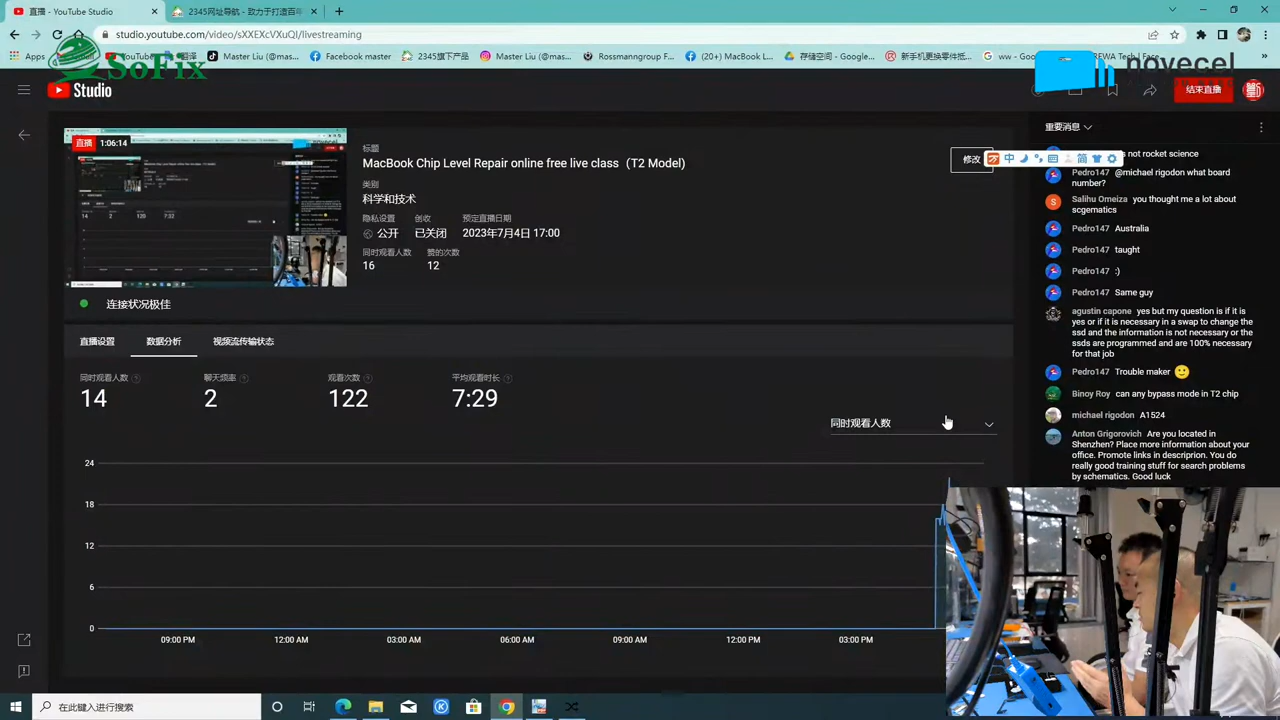 直播 - YouTube Studio
2345网址导航 - 致力于打造百年
studio.youtube.com/video/sXXEXcVXuQI/livestreaming
Apps
Master Liu (@mas...
Facebook master
2345旗下产品
Master Liu (@mas...
Rossmanngroup F...
(20+) MacBook L...
存储空间 - Google...
新手机更换零件抵...
ww - Google
REWA Tech | Face...
SoFix
novecel
Studio
结束直播
直播
1:06:14
标题
MacBook Chip Level Repair online free live class（T2 Model)
类别
科学和技术
隐私设置
创收
预定直播日期
公开
已关闭
2023年7月4日 17:00
同时观看人数
赞的次数
16
12
修改
中
简
连接状况极佳
直播设置
数据分析
视频流传输状态
同时观看人数
聊天频率
观看次数
平均观看时长
14
2
122
7:29
同时观看人数
24
18
12
6
0
09:00 PM
12:00 AM
03:00 AM
06:00 AM
09:00 AM
12:00 PM
03:00 PM
重要消息
not rocket science
Pedro147 @michael rigodon what board
number?
Salihu Omeiza you thought me a lot about
scgematics
Pedro147 Australia
Pedro147 taught
Pedro147 :)
Pedro147 Same guy
agustin capone yes but my question is if it is
yes or if it is necessary in a swap to change the
ssd and the information is not necessary or the
ssds are programmed and are 100% necessary
for that job
Pedro147 Trouble maker 🙂
Binoy Roy can any bypass mode in T2 chip
michael rigodon A1524
Anton Grigorovich Are you located in
Shenzhen? Place more information about your
office. Promote links in descriprion. You do
really good training stuff for search problems
by schematics. Good luck
在此键入进行搜索